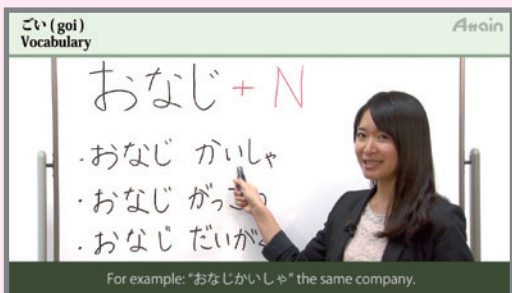 ごい ( goi )
Vocabulary
Attain
おなじ + N
・おなじ かいしゃ
・おなじ
・おなじ
For example: “おなじかいしゃ” the same company.